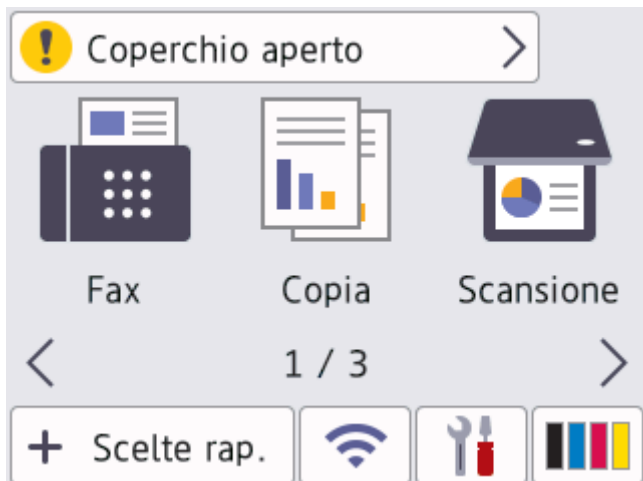 Coperchio aperto
Fax
Copia
Scansione
1 / 3
+ Scelte rap.